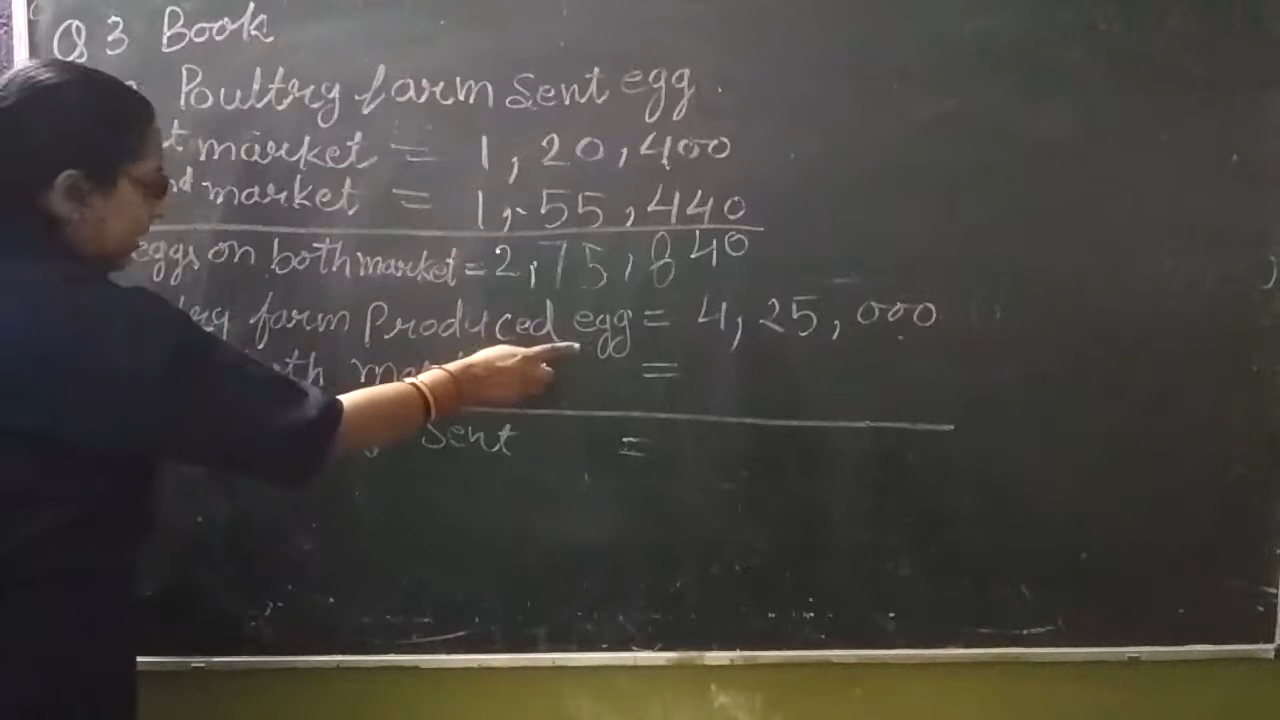 Q 3 Book
Poultry farm sent egg.
market = 1,20,400
nd market = 1,55,440
eggs on both market = 2,75,840
farm Produced egg = 4,25,000
=
sent =